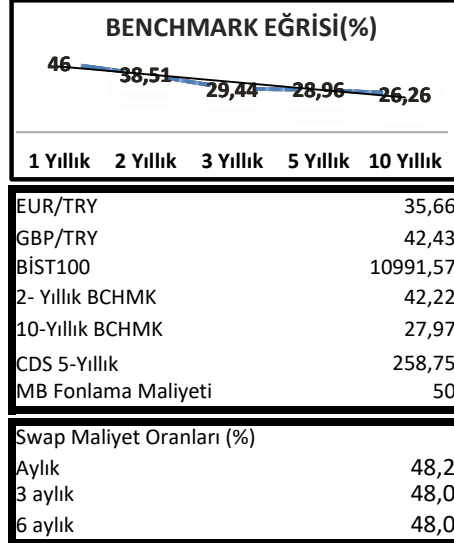 BENCHMARK EĞRİSİ(%)
46 38,51 29,44 28,96 26,26
1 Yıllık 2 Yıllık 3 Yıllık 5 Yıllık 10 Yıllık
EUR/TRY 35,66
GBP/TRY 42,43
BİST100 10991,57
2- Yıllık BCHMK 42,22
10-Yıllık BCHMK 27,97
CDS 5-Yıllık 258,75
MB Fonlama Maliyeti 50
Swap Maliyet Oranları (%)
Aylık 48,2
3 aylık 48,0
6 aylık 48,0